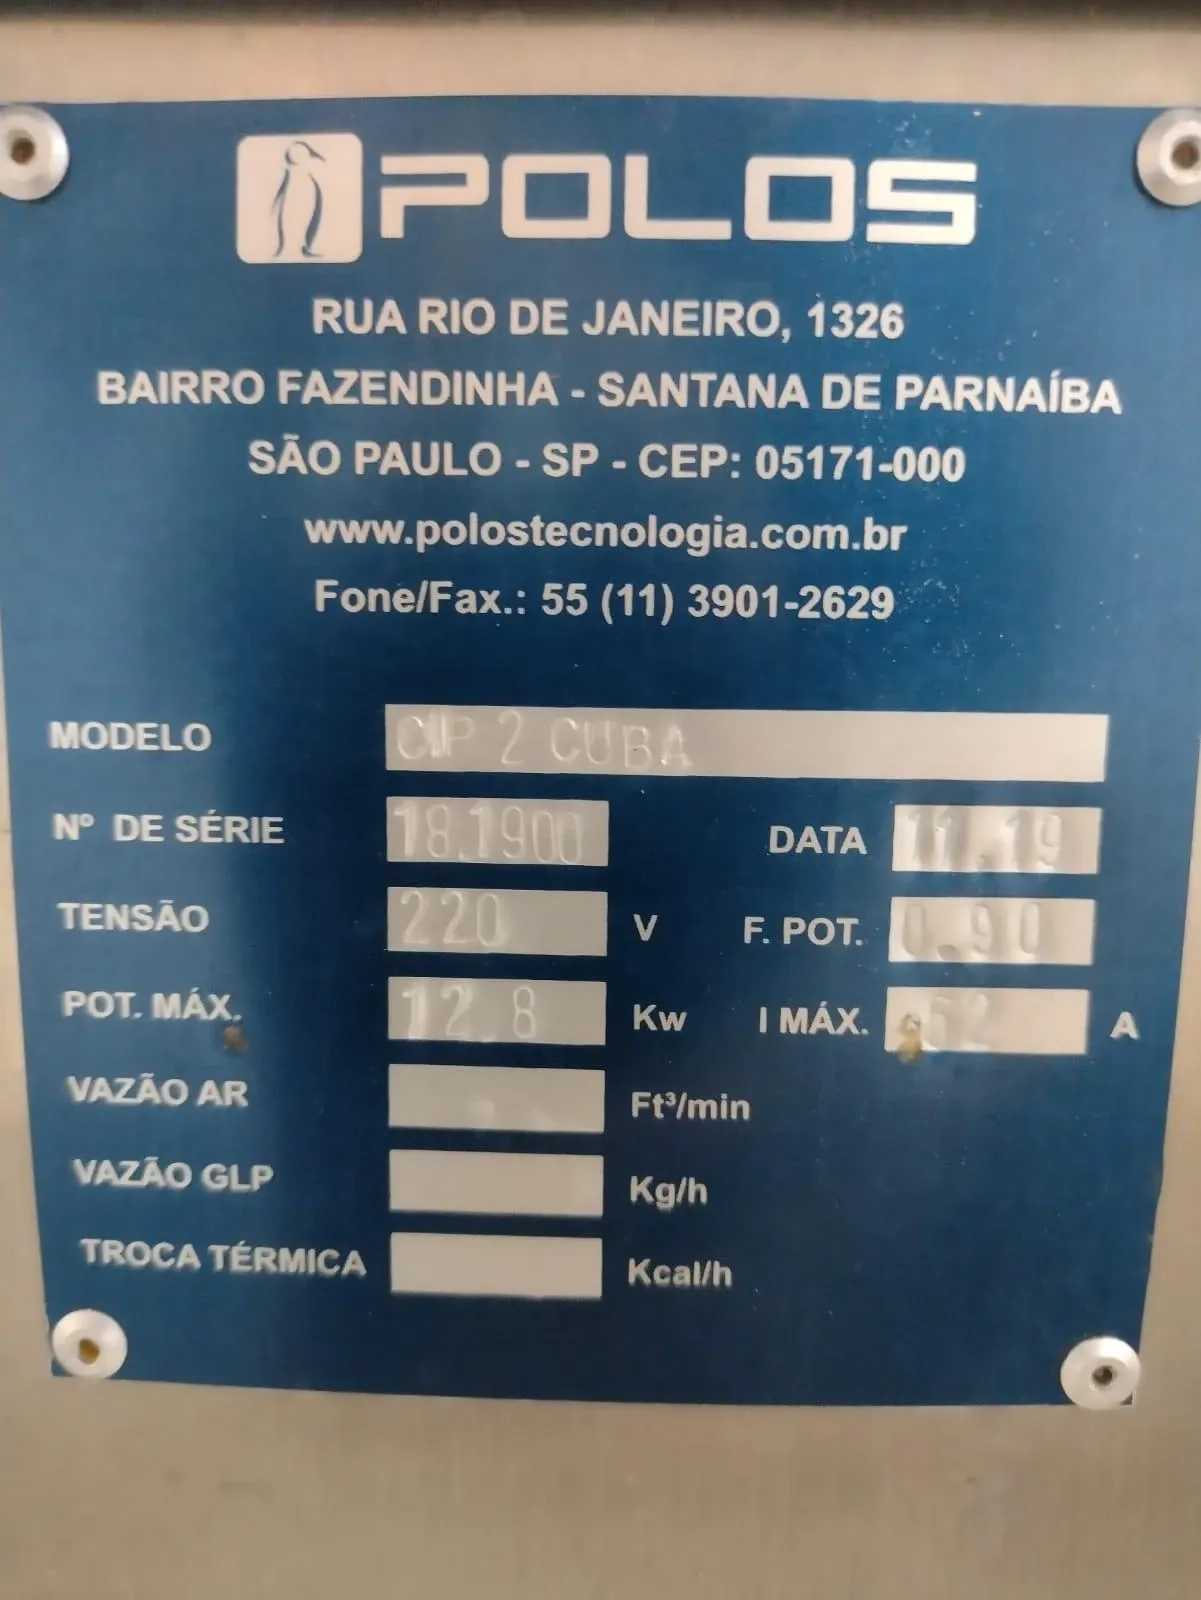 POLOS
RUA RIO DE JANEIRO, 1326
BAIRRO FAZENDINHA - SANTANA DE PARNAÍBA
SÃO PAULO - SP - CEP: 05171-000
www.polostecnologia.com.br
Fone/Fax.: 55 (11) 3901-2629
MODELO CIP 2 CUBA
Nº DE SÉRIE 18.1900 DATA 11.19
TENSÃO 220 V F. POT. 0.90
POT. MÁX. 12.8 Kw I MÁX. 62 A
VAZÃO AR Ft³/min
VAZÃO GLP Kg/h
TROCA TÉRMICA Kcal/h